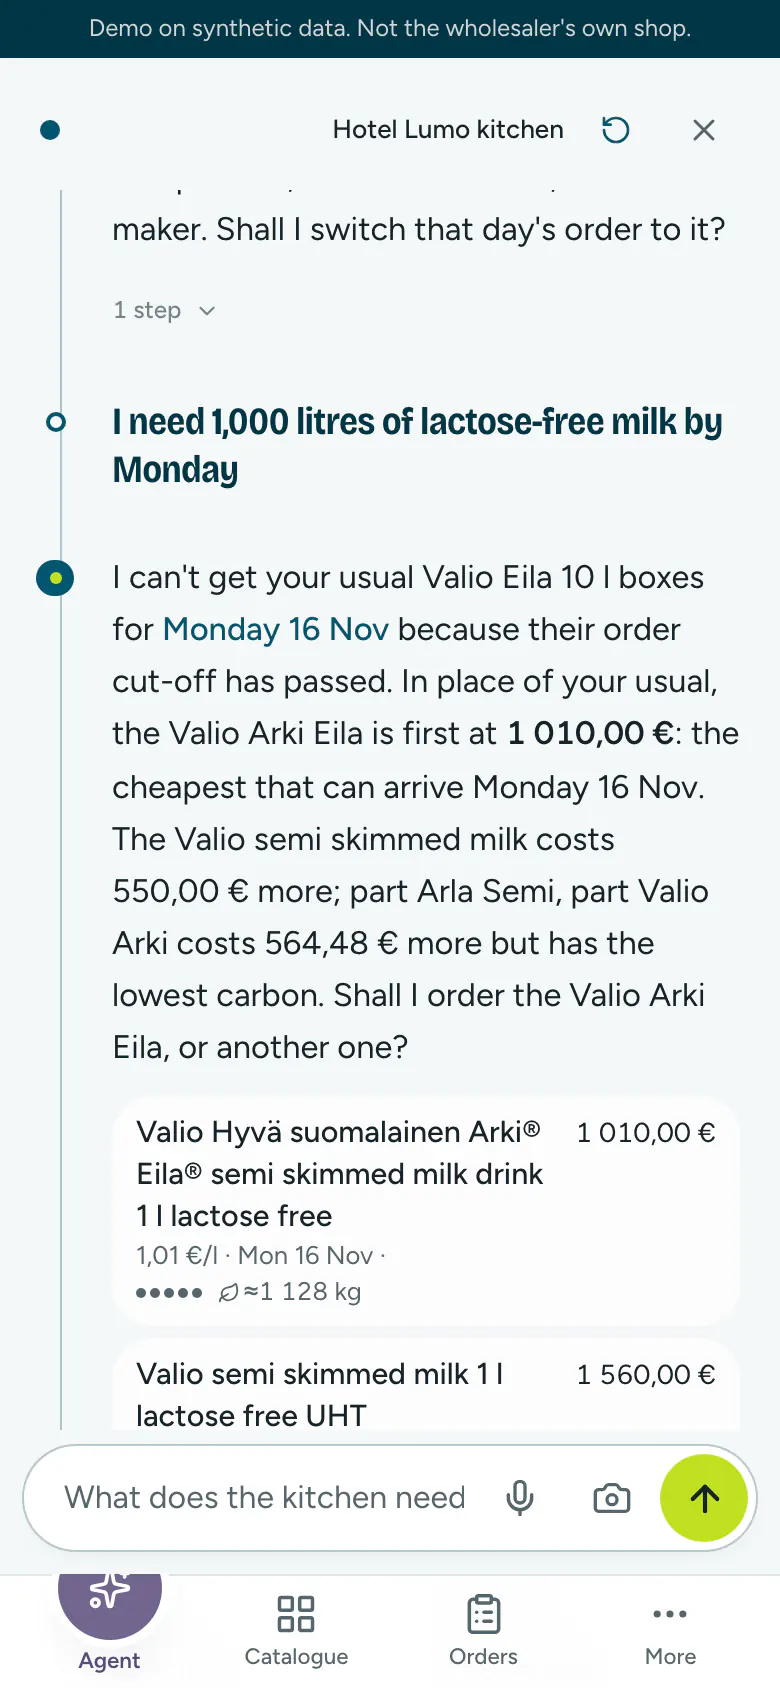 Demo on synthetic data. Not the wholesaler's own shop.
Hotel Lumo kitchen
maker. Shall I switch that day's order to it?
1 step
I need 1,000 litres of lactose-free milk by
Monday
I can't get your usual Valio Eila 10 l boxes
for Monday 16 Nov because their order
cut-off has passed. In place of your usual,
the Valio Arki Eila is first at 1 010,00 €: the
cheapest that can arrive Monday 16 Nov.
The Valio semi skimmed milk costs
550,00 € more; part Arla Semi, part Valio
Arki costs 564,48 € more but has the
lowest carbon. Shall I order the Valio Arki
Eila, or another one?
Valio Hyvä suomalainen Arki® 1 010,00 €
Eila® semi skimmed milk drink
1 l lactose free
1,01 €/l · Mon 16 Nov ·
≈1 128 kg
Valio semi skimmed milk 1 l 1 560,00 €
lactose free UHT
What does the kitchen need
Agent
Catalogue
Orders
More